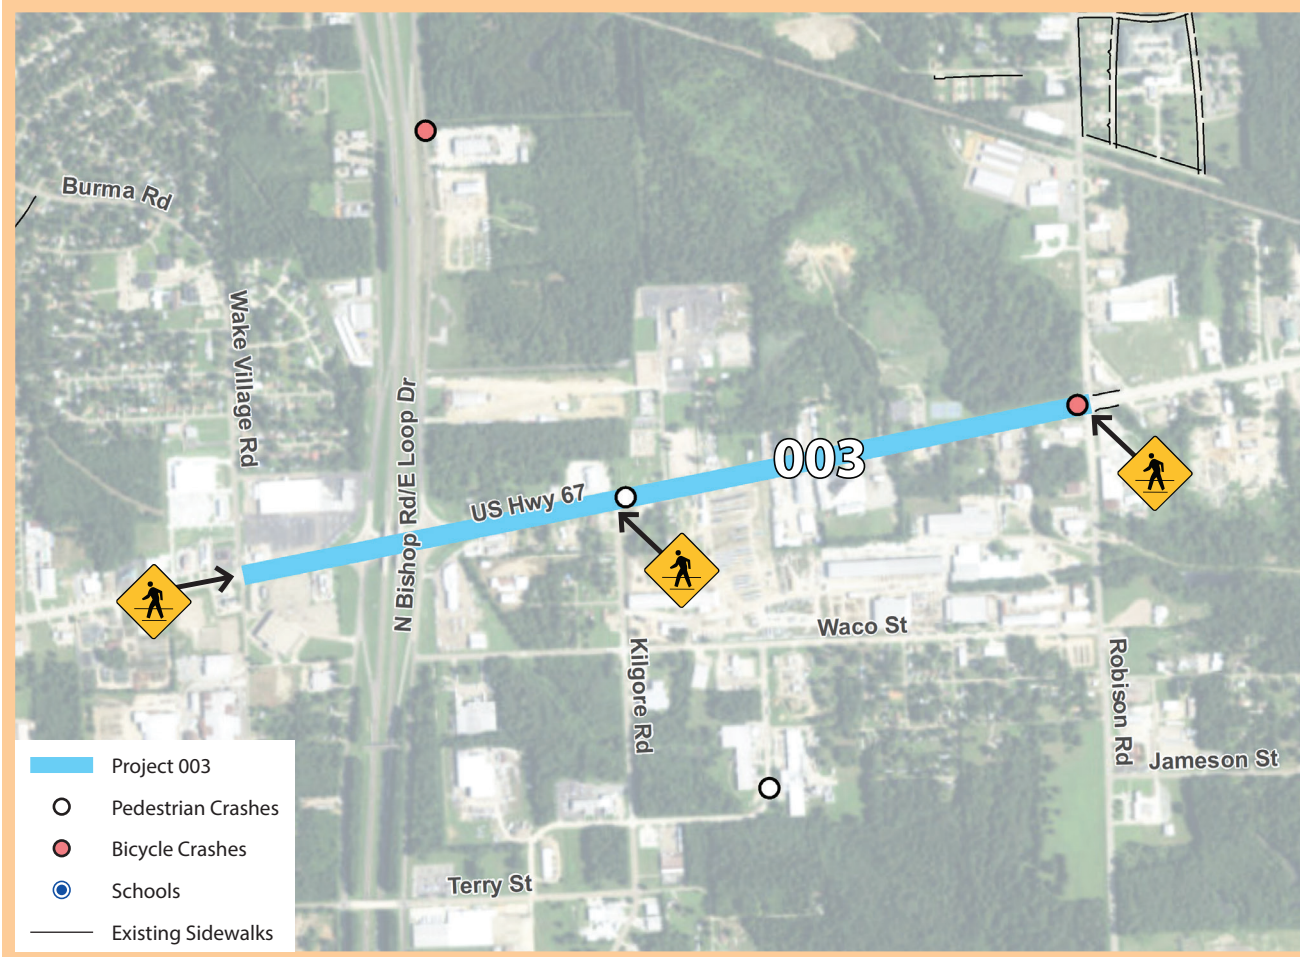 Burma Rd
Wake Village Rd
N Bishop Rd/E Loop Dr
US Hwy 67
003
Waco St
Kilgore Rd
Robison Rd
Jameson St
Terry St
Project 003
Pedestrian Crashes
Bicycle Crashes
Schools
Existing Sidewalks